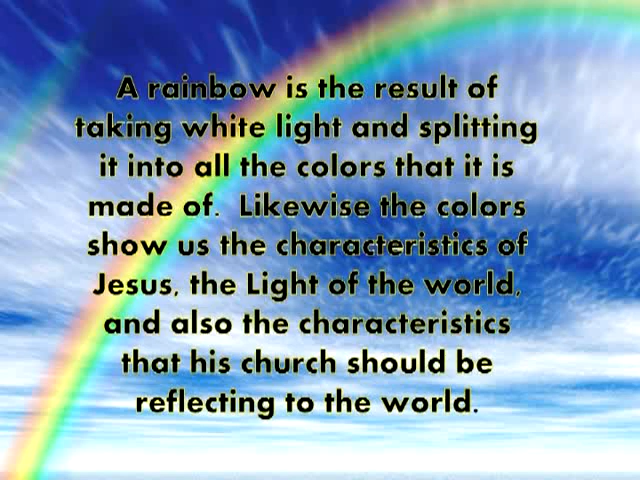 A rainbow is the result of
taking white light and splitting
it into all the colors that it is
made of.  Likewise the colors
show us the characteristics of
Jesus, the Light of the world,
and also the characteristics
that his church should be
reflecting to the world.